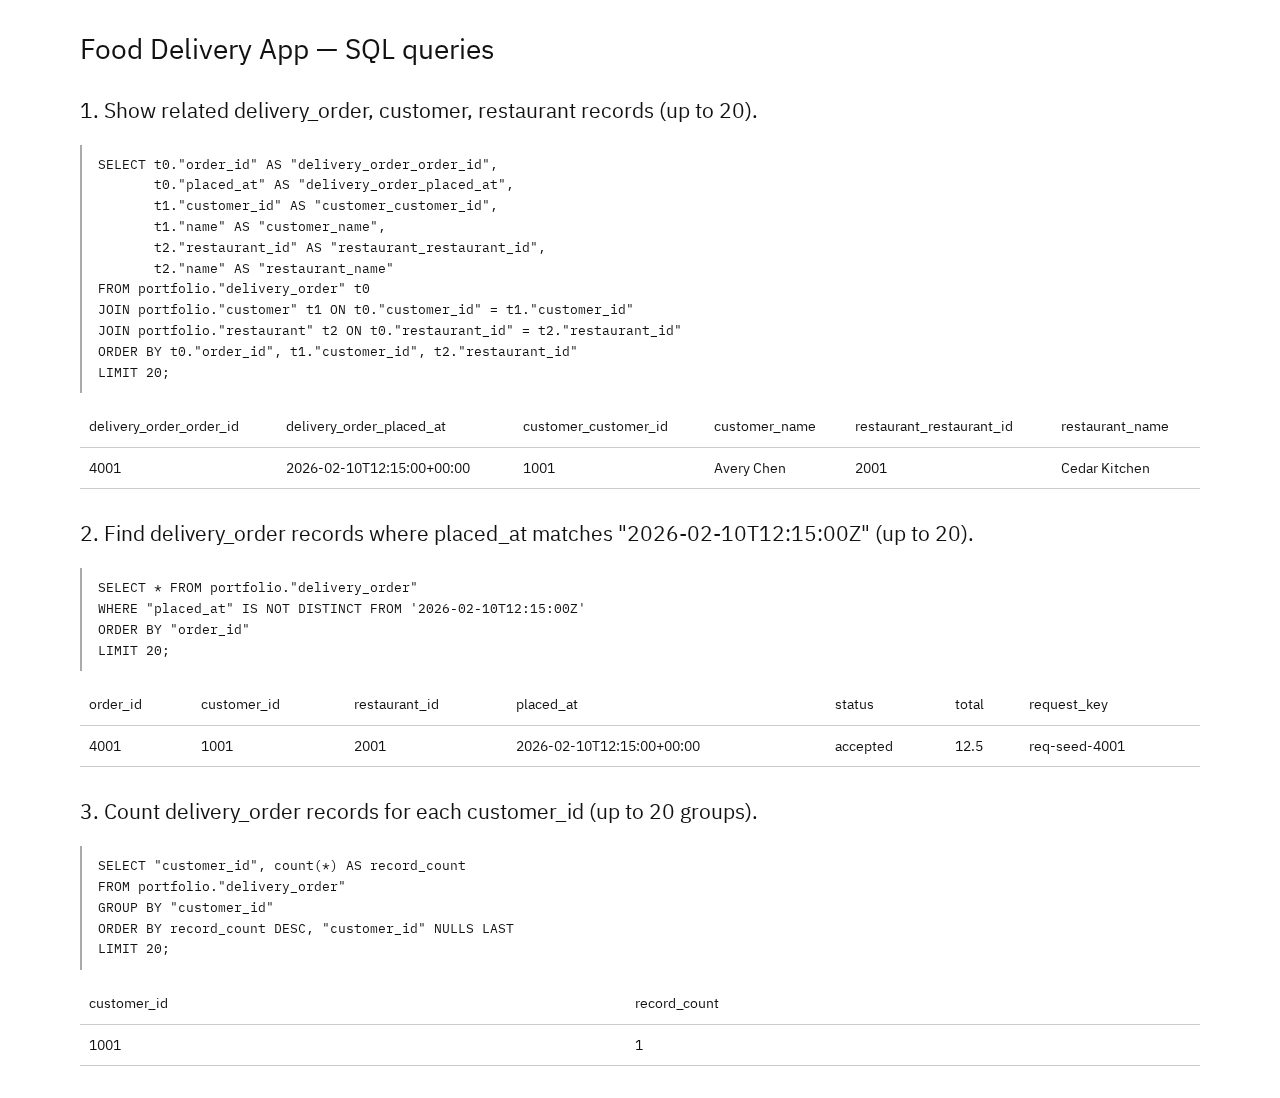 Food Delivery App — SQL queries
1. Show related delivery_order, customer, restaurant records (up to 20).
SELECT t0."order_id" AS "delivery_order_order_id",
       t0."placed_at" AS "delivery_order_placed_at",
       t1."customer_id" AS "customer_customer_id",
       t1."name" AS "customer_name",
       t2."restaurant_id" AS "restaurant_restaurant_id",
       t2."name" AS "restaurant_name"
FROM portfolio."delivery_order" t0
JOIN portfolio."customer" t1 ON t0."customer_id" = t1."customer_id"
JOIN portfolio."restaurant" t2 ON t0."restaurant_id" = t2."restaurant_id"
ORDER BY t0."order_id", t1."customer_id", t2."restaurant_id"
LIMIT 20;
delivery_order_order_id delivery_order_placed_at customer_customer_id customer_name restaurant_restaurant_id restaurant_name
4001 2026-02-10T12:15:00+00:00 1001 Avery Chen 2001 Cedar Kitchen
2. Find delivery_order records where placed_at matches "2026-02-10T12:15:00Z" (up to 20).
SELECT * FROM portfolio."delivery_order"
WHERE "placed_at" IS NOT DISTINCT FROM '2026-02-10T12:15:00Z'
ORDER BY "order_id"
LIMIT 20;
order_id customer_id restaurant_id placed_at status total request_key
4001 1001 2001 2026-02-10T12:15:00+00:00 accepted 12.5 req-seed-4001
3. Count delivery_order records for each customer_id (up to 20 groups).
SELECT "customer_id", count(*) AS record_count
FROM portfolio."delivery_order"
GROUP BY "customer_id"
ORDER BY record_count DESC, "customer_id" NULLS LAST
LIMIT 20;
customer_id record_count
1001 1